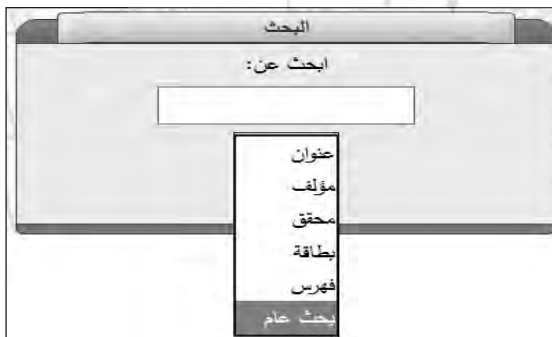 البحث
ابحث عن:
عنوان
مؤلف
محقق
بطاقة
فهرس
بحث عام